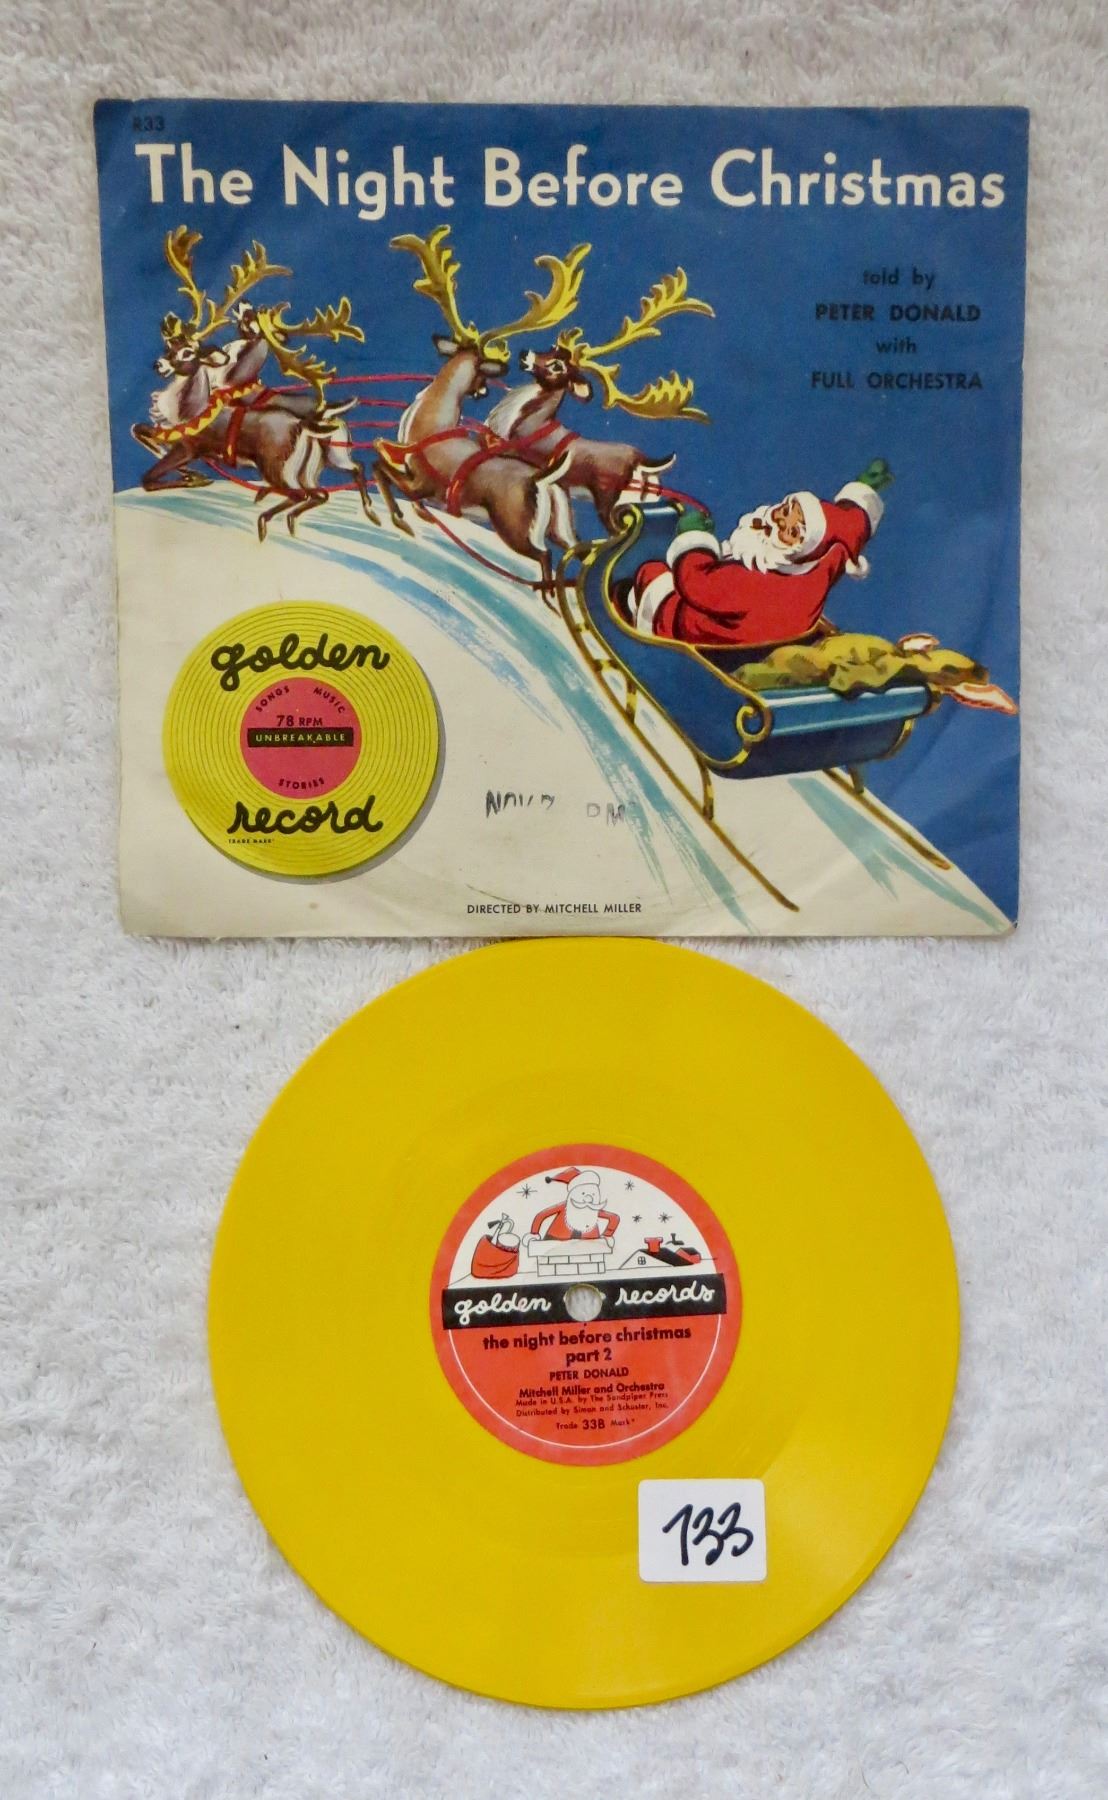 R33
The Night Before Christmas
told by
PETER DONALD
with
FULL ORCHESTRA
golden
SONGS MUSIC
78 RPM
UNBREAKABLE
STORIES
record
TRADE MARK
DIRECTED BY MITCHELL MILLER
golden records
the night before christmas
part 2
PETER DONALD
Mitchell Miller and Orchestra
Made in U.S.A. by The Sandpiper Press
Distributed by Simon and Schuster, Inc.
Trade 33B Mark
133